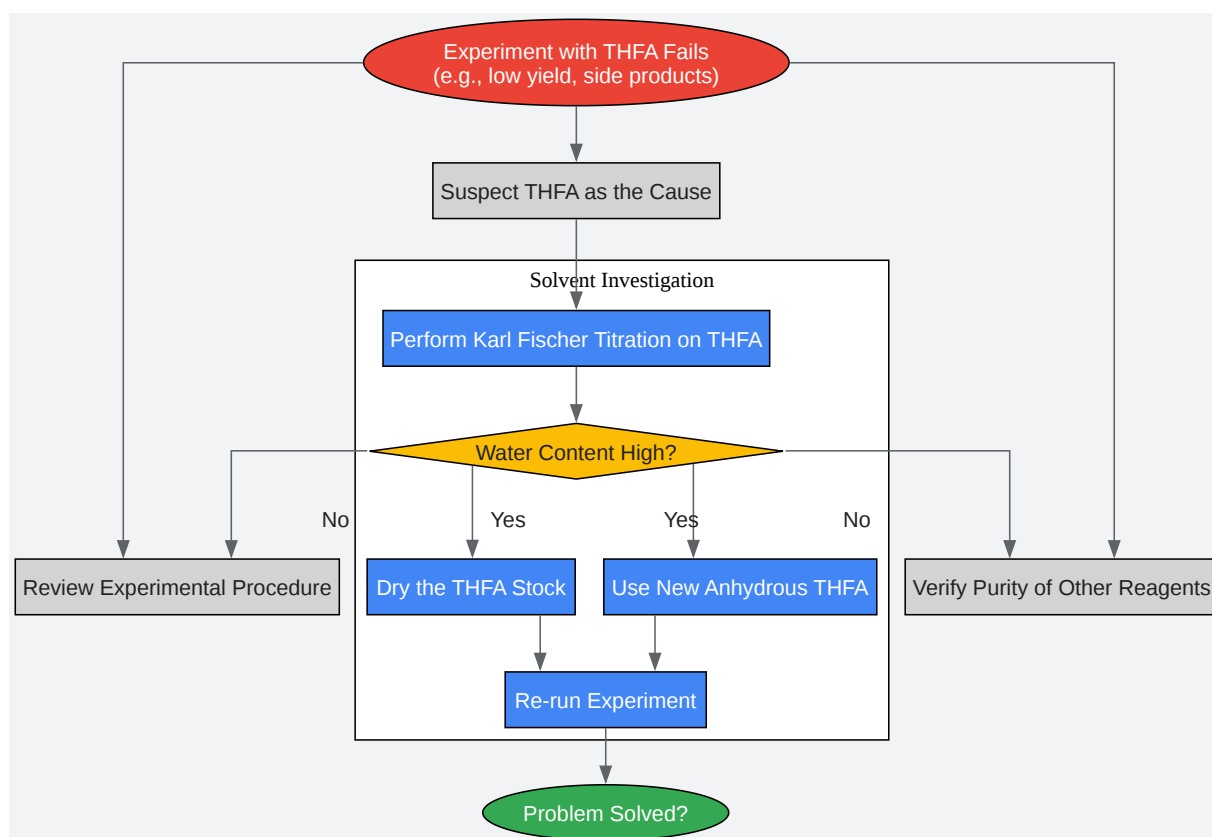 Experiment with THFA Fails
(e.g., low yield, side products)
Suspect THFA as the Cause
Solvent Investigation
Perform Karl Fischer Titration on THFA
Water Content High?
No
Yes
Yes
No
Review Experimental Procedure
Dry the THFA Stock
Use New Anhydrous THFA
Verify Purity of Other Reagents
Re-run Experiment
Problem Solved?